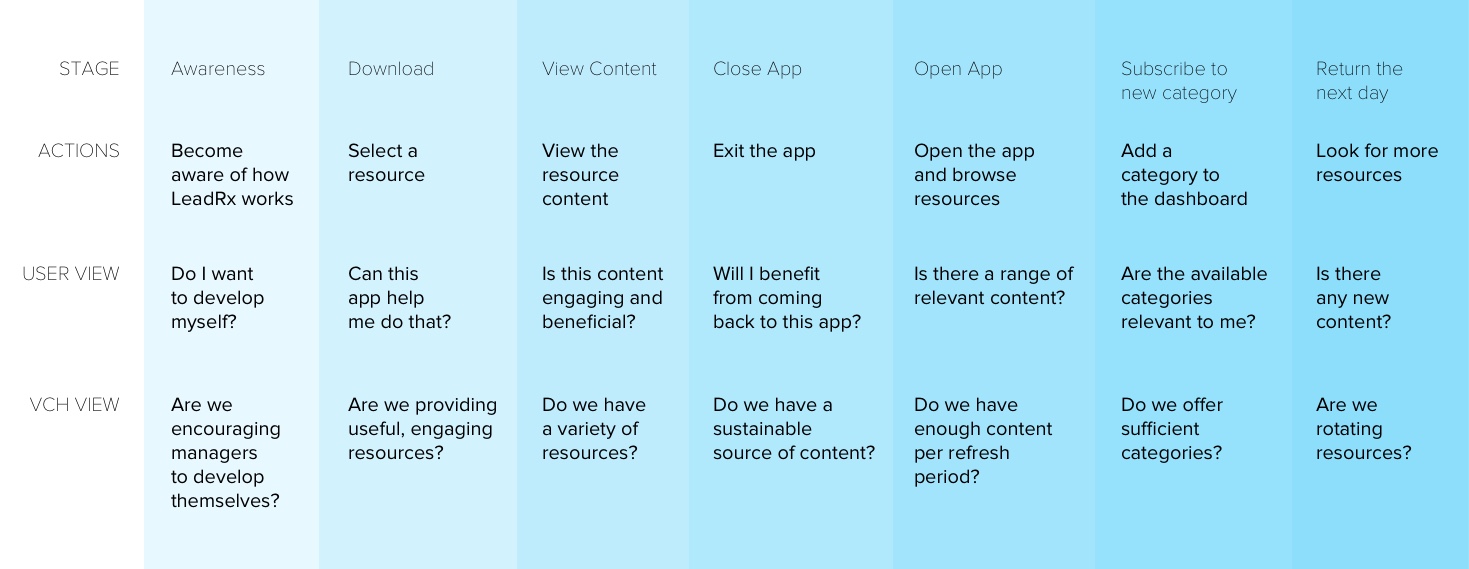 STAGE
Awareness
Download
View Content
Close App
Open App
Subscribe to
new category
Return the
next day
ACTIONS
Become
aware of how
LeadRx works
Select a
resource
View the
resource
content
Exit the app
Open the app
and browse
resources
Add a
category to
the dashboard
Look for more
resources
USER VIEW
Do I want
to develop
myself?
Can this
app help
me do that?
Is this content
engaging and
beneficial?
Will I benefit
from coming
back to this app?
Is there a range of
relevant content?
Are the available
categories
relevant to me?
Is there
any new
content?
VCH VIEW
Are we
encouraging
managers
to develop
themselves?
Are we providing
useful, engaging
resources?
Do we have
a variety of
resources?
Do we have a
sustainable
source of content?
Do we have
enough content
per refresh
period?
Do we offer
sufficient
categories?
Are we
rotating
resources?